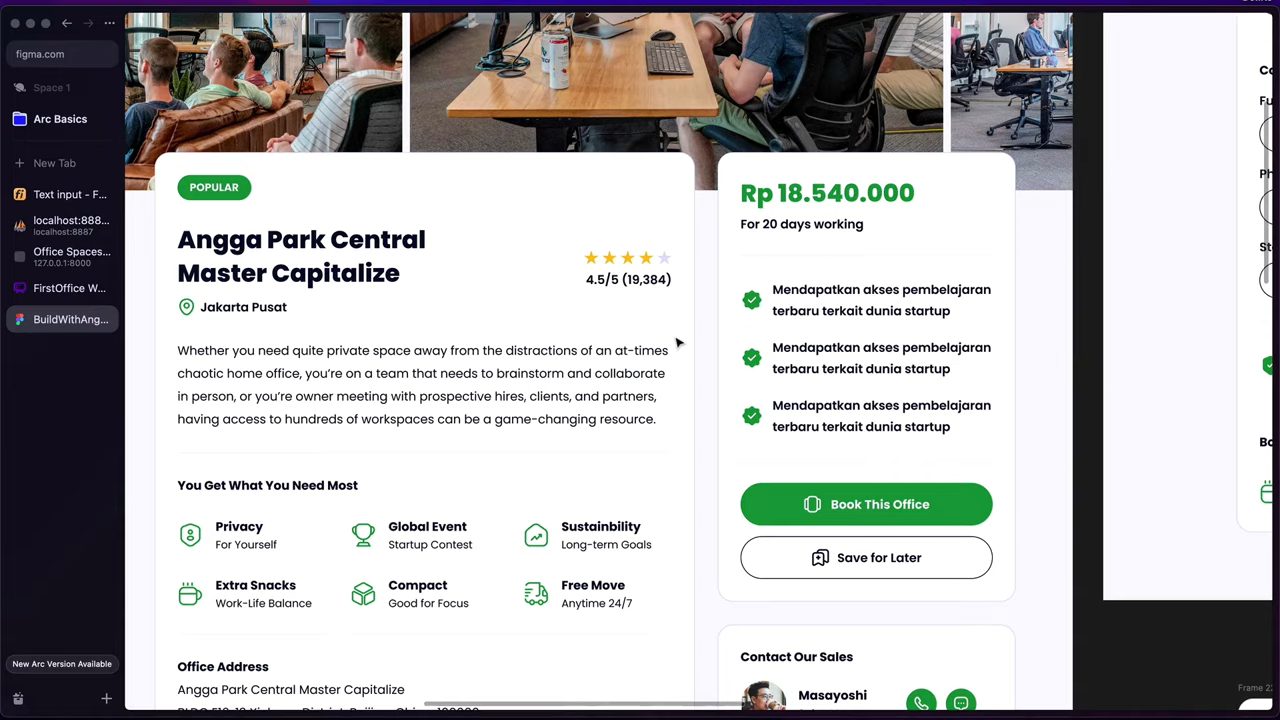 figma.com
Space 1
Arc Basics
New Tab
Text input - F...
localhost:888...
localhost:8887
Office Spaces...
127.0.0.1:8000
FirstOffice W...
BuildWithAng...
New Arc Version Available
POPULAR
Angga Park Central
Master Capitalize
4.5/5 (19,384)
Jakarta Pusat
Whether you need quite private space away from the distractions of an at-times
chaotic home office, you're on a team that needs to brainstorm and collaborate
in person, or you're owner meeting with prospective hires, clients, and partners,
having access to hundreds of workspaces can be a game-changing resource.
You Get What You Need Most
Privacy
For Yourself
Global Event
Startup Contest
Sustainbility
Long-term Goals
Extra Snacks
Work-Life Balance
Compact
Good for Focus
Free Move
Anytime 24/7
Office Address
Angga Park Central Master Capitalize
Rp 18.540.000
For 20 days working
Mendapatkan akses pembelajaran
terbaru terkait dunia startup
Mendapatkan akses pembelajaran
terbaru terkait dunia startup
Mendapatkan akses pembelajaran
terbaru terkait dunia startup
Book This Office
Save for Later
Contact Our Sales
Masayoshi
Co
Fu
Ph
St
Bo
Frame 22